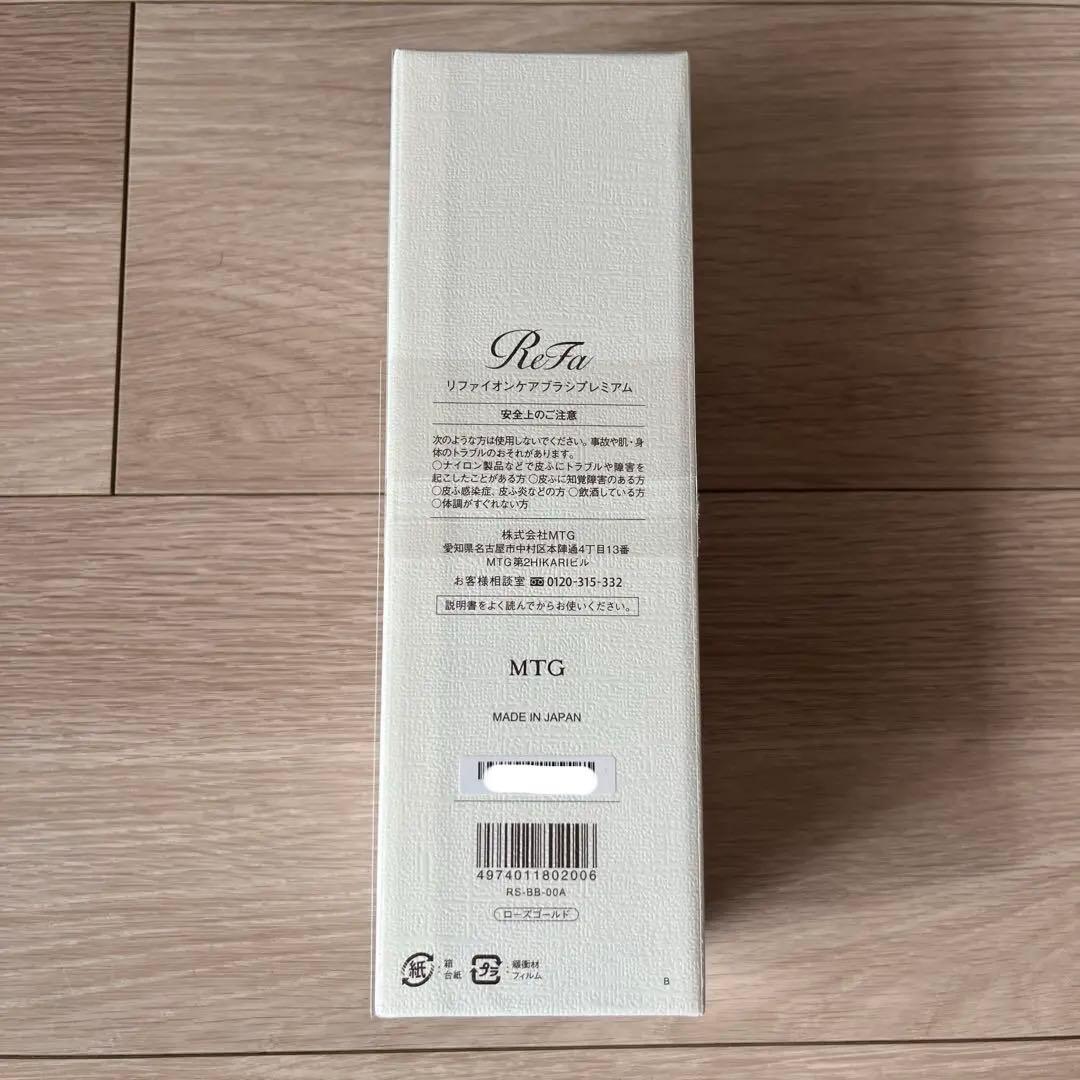 ReFa
リファイオンケアブラシプレミアム
安全上のご注意
次のような方は使用しないでください。事故や肌・身
体のトラブルのおそれがあります。
○ナイロン製品などで皮ふにトラブルや障害を
起こしたことがある方 ○皮ふに知覚障害のある方
○皮ふ感染症、皮ふ炎などの方 ○飲酒している方
○体調がすぐれない方
株式会社MTG
愛知県名古屋市中村区本陣通4丁目13番
MTG第2HIKARIビル
お客様相談室 0120-315-332
説明書をよく読んでからお使いください。
MTG
MADE IN JAPAN
4974011802006
RS-BB-00A
ローズゴールド
紙 : 箱
台紙
プラ : 緩衝材
フィルム
B